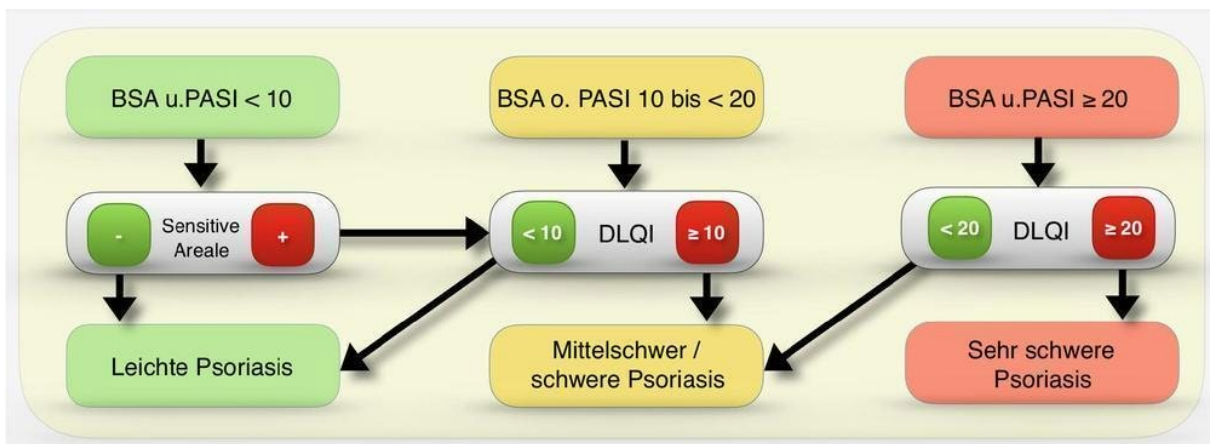 BSA u.PASI < 10
BSA o. PASI 10 bis < 20
BSA u.PASI ≥ 20
-
Sensitive
Areale
+
< 10
DLQI
≥ 10
< 20
DLQI
≥ 20
Leichte Psoriasis
Mittelschwer /
schwere Psoriasis
Sehr schwere
Psoriasis